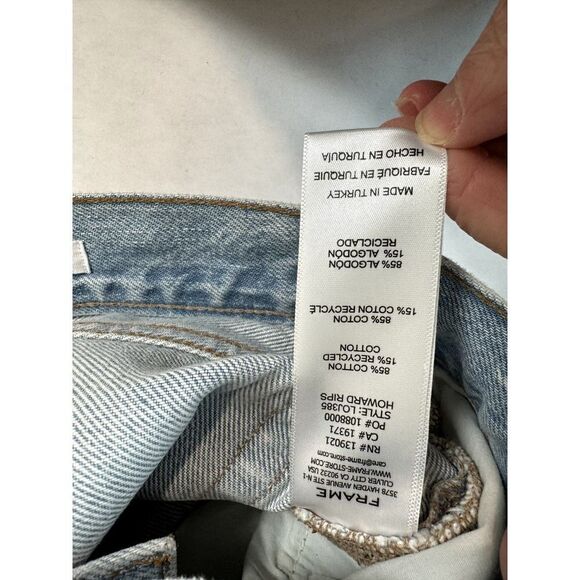 FRAME
3578 HAYDEN AVENUE STE N-1
CULVER CITY CA 90232 USA
WWW.FRAME-STORE.COM
care@frame-store.com
RN# 139021
CA# 19371
PO# 1088000
STYLE: LOJ385
HOWARD RIPS
85% COTTON
15% RECYCLED
COTTON
85% COTON
15% COTON RECYCLÉ
85% ALGODÓN
15% ALGODÓN
RECICLADO
MADE IN TURKEY
FABRIQUÉ EN TURQUIE
HECHO EN TURQUÍA